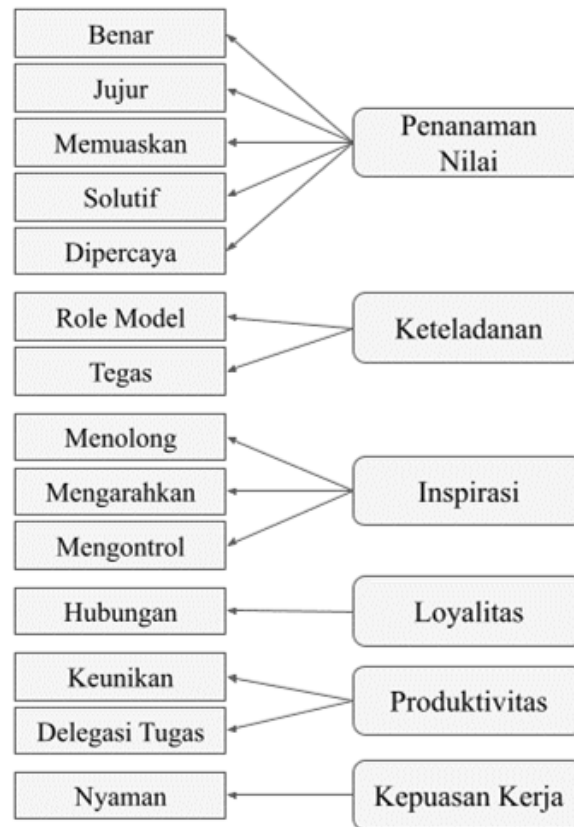 Benar
Jujur
Memuaskan
Solutif
Dipercaya
Penanaman
Nilai
Role Model
Tegas
Keteladanan
Menolong
Mengarahkan
Mengontrol
Inspirasi
Hubungan
Loyalitas
Keunikan
Delegasi Tugas
Produktivitas
Nyaman
Kepuasan Kerja